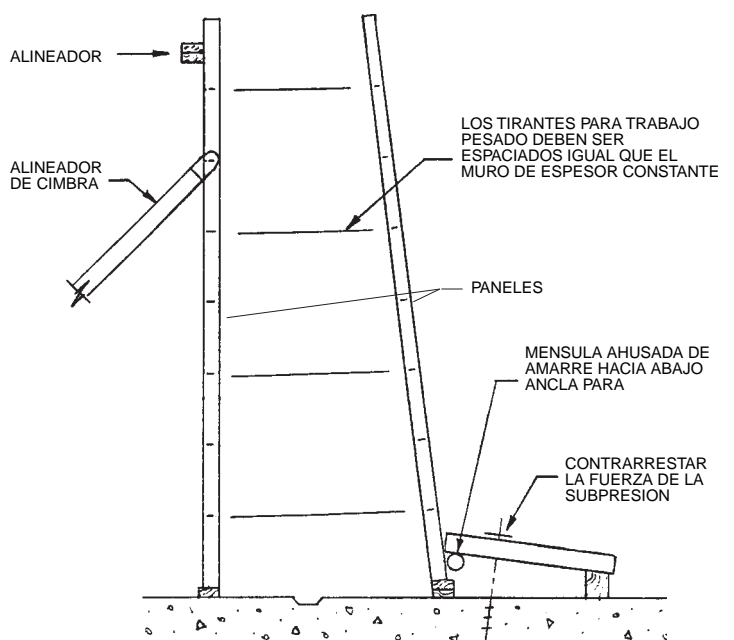 ALINEADOR
LOS TIRANTES PARA TRABAJO
PESADO DEBEN SER
ESPACIADOS IGUAL QUE EL
MURO DE ESPESOR CONSTANTE
ALINEADOR
DE CIMBRA
PANELES
MENSULA AHUSADA DE
AMARRE HACIA ABAJO
ANCLA PARA
CONTRARRESTAR
LA FUERZA DE LA
SUBPRESION